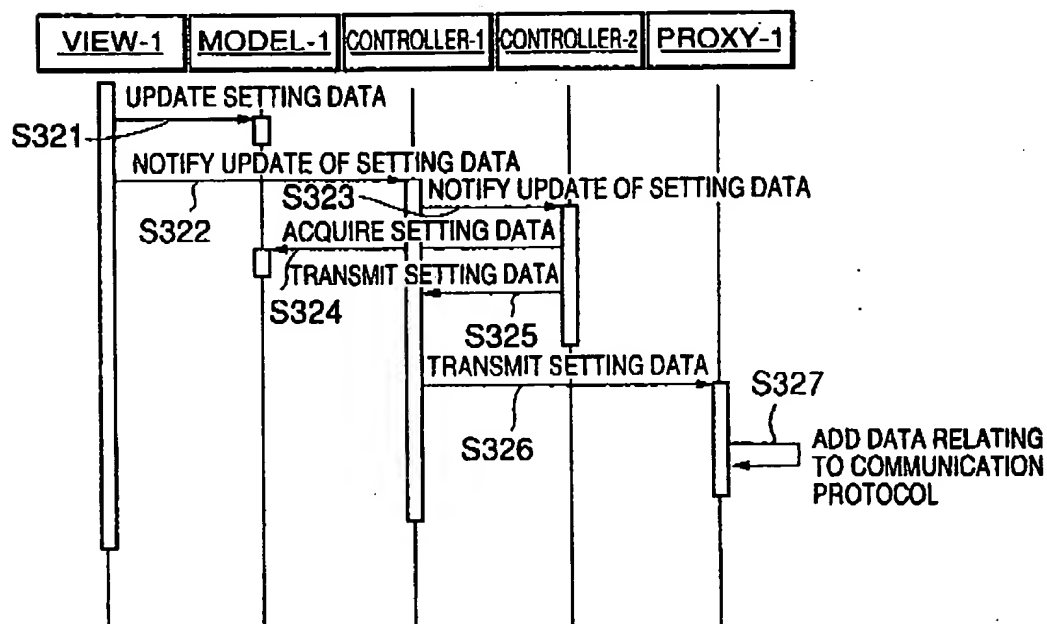 VIEW-1 MODEL-1 CONTROLLER-1 CONTROLLER-2 PROXY-1
UPDATE SETTING DATA
S321
NOTIFY UPDATE OF SETTING DATA
S322
S323
NOTIFY UPDATE OF SETTING DATA
ACQUIRE SETTING DATA
S324
TRANSMIT SETTING DATA
S325
TRANSMIT SETTING DATA
S326
S327
ADD DATA RELATING
TO COMMUNICATION
PROTOCOL